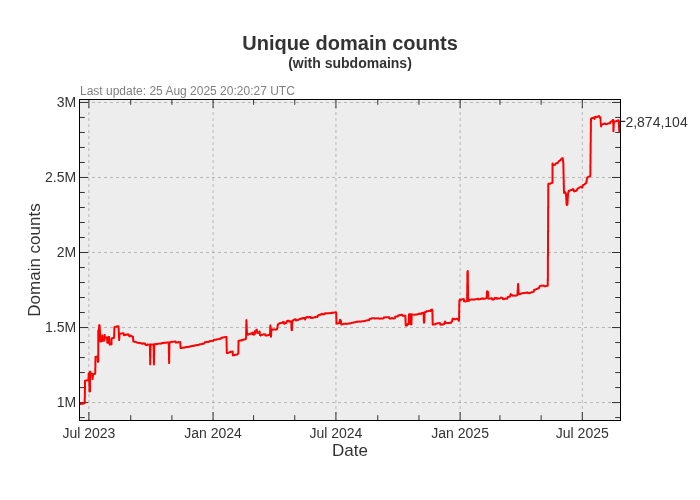 Unique domain counts
(with subdomains)
Last update: 25 Aug 2025 20:20:27 UTC
3M
2,874,104
2.5M
2M
1.5M
1M
Domain counts
Jul 2023 Jan 2024 Jul 2024 Jan 2025 Jul 2025
Date